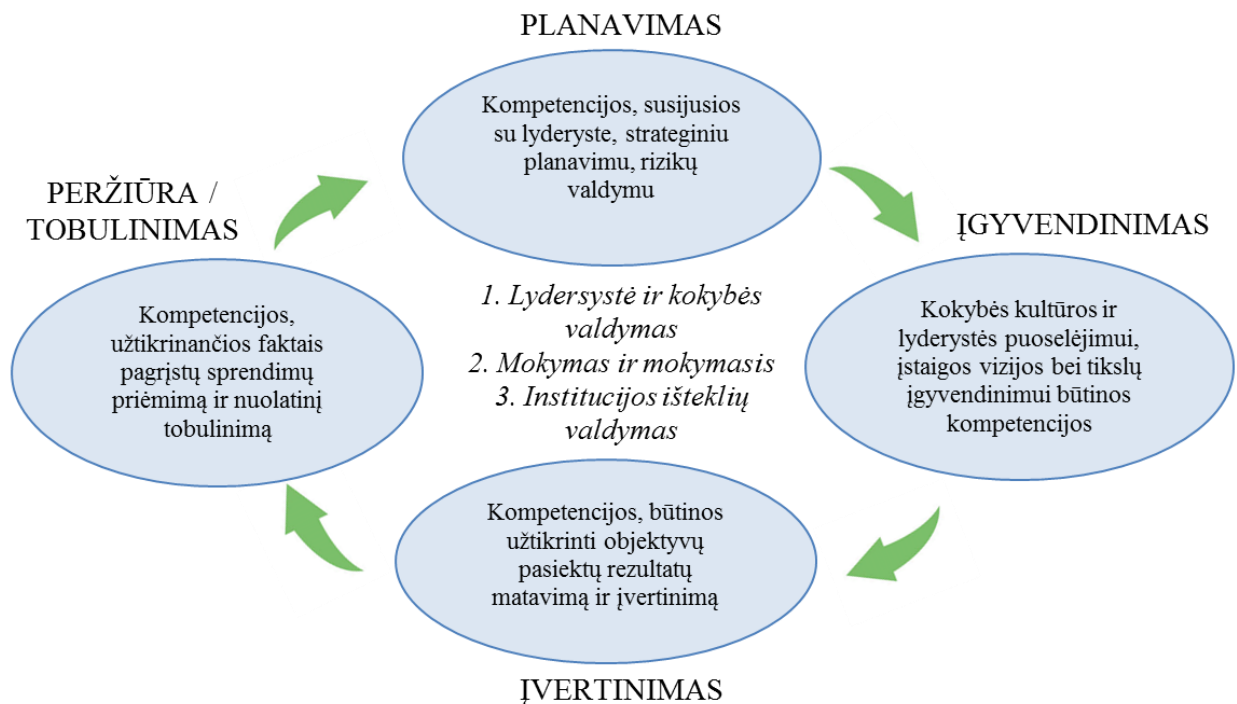 PLANAVIMAS
Kompetencijos, susijusios
su lyderyste, strateginiu
planavimu, rizikų
valdymu
PERŽIŪRA /
TOBULINIMAS
ĮGYVENDINIMAS
Kompetencijos,
užtikrinančios faktais
pagrįstų sprendimų
priėmimą ir nuolatinį
tobulinimą
1. Lydersystė ir kokybės
valdymas
2. Mokymas ir mokymasis
3. Institucijos išteklių
valdymas
Kokybės kultūros ir
lyderystės puoselėjimui,
įstaigos vizijos bei tikslų
įgyvendinimui būtinos
kompetencijos
Kompetencijos, būtinos
užtikrinti objektyvų
pasiektų rezultatų
matavimą ir įvertinimą
ĮVERTINIMAS